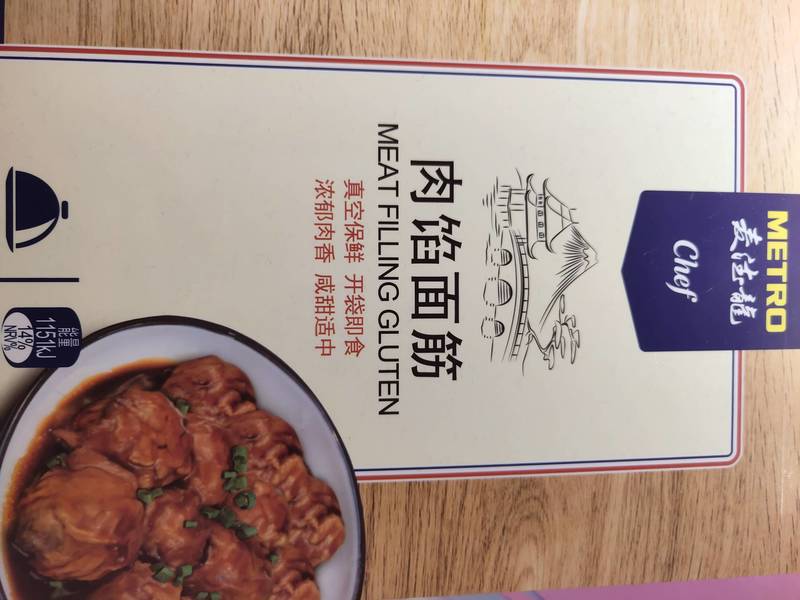 METRO
麦德龍
Chef
肉馅面筋
MEAT FILLING GLUTEN
真空保鲜 开袋即食
浓郁肉香 咸甜适中
能量
1151kJ
14%
NRV%